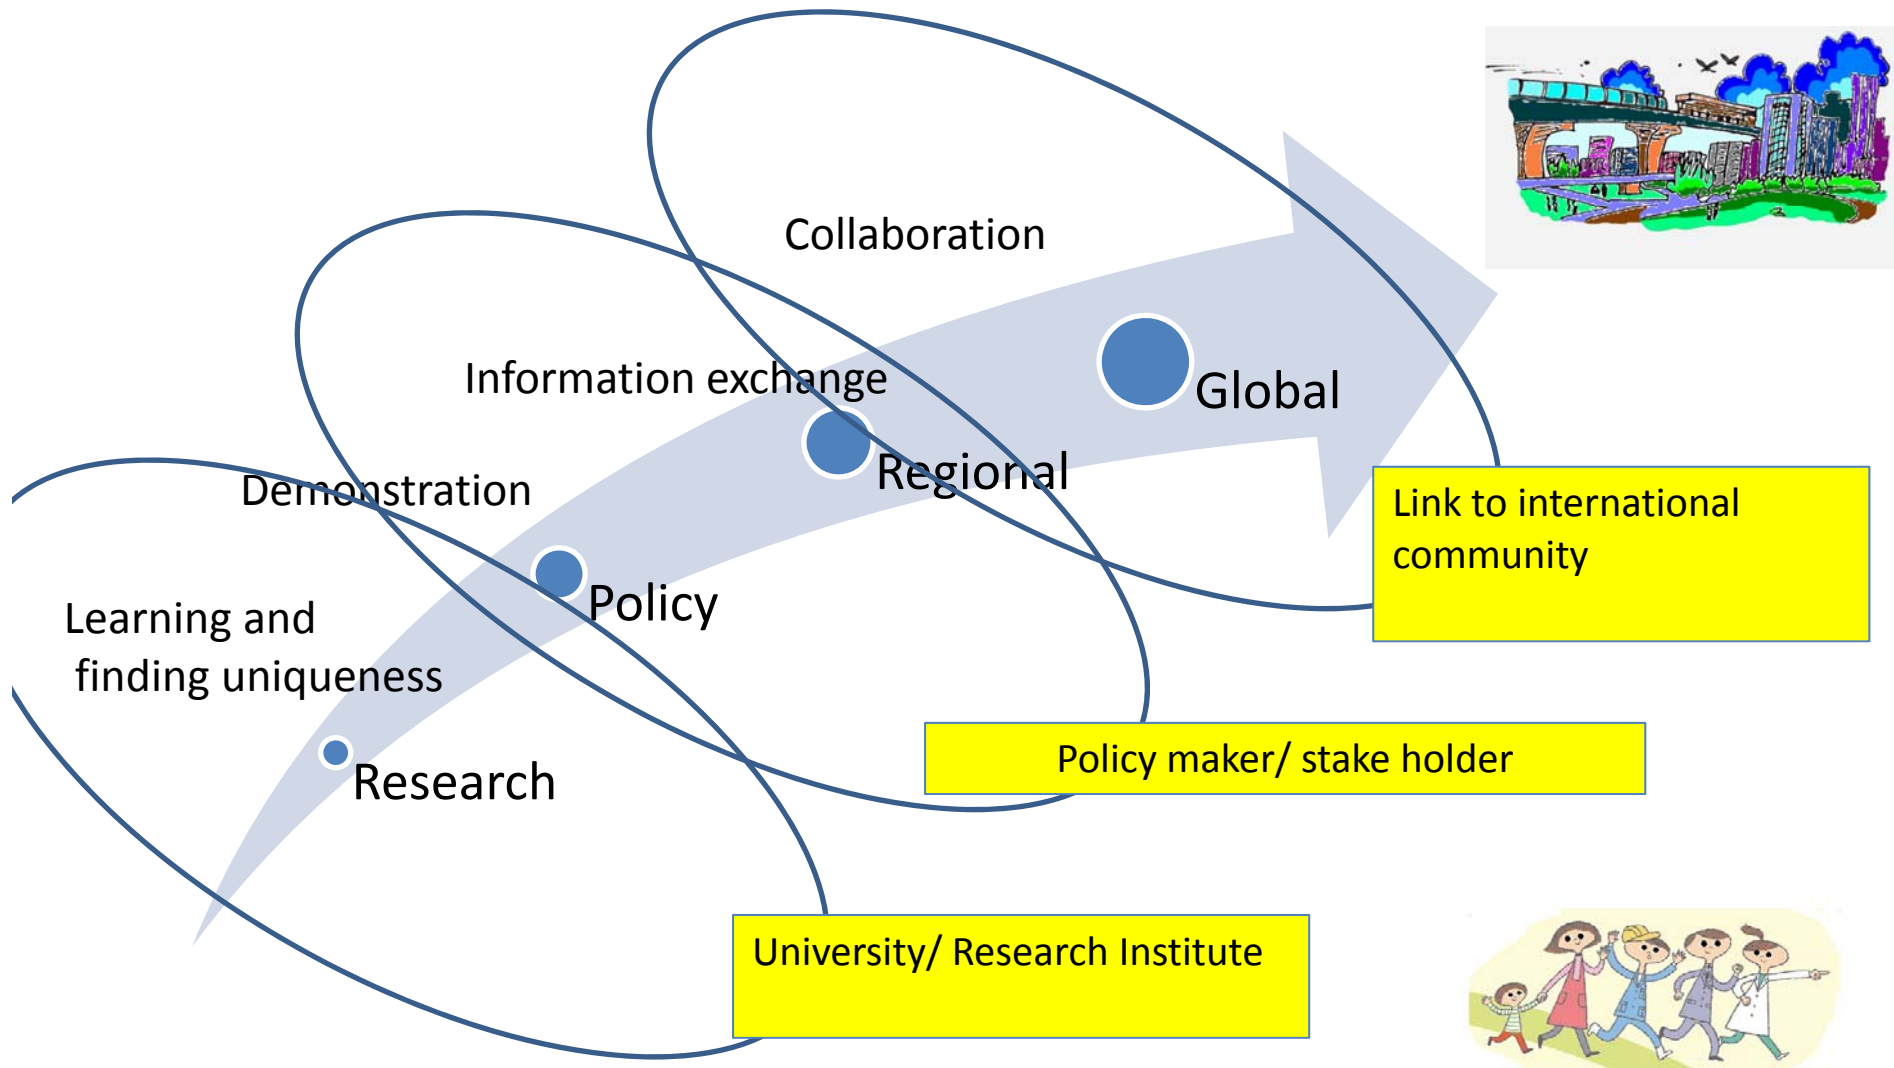 Collaboration
Information exchange
Global
Regional
Demonstration
Link to international
community
Policy
Learning and
finding uniqueness
Policy maker/ stake holder
Research
University/ Research Institute